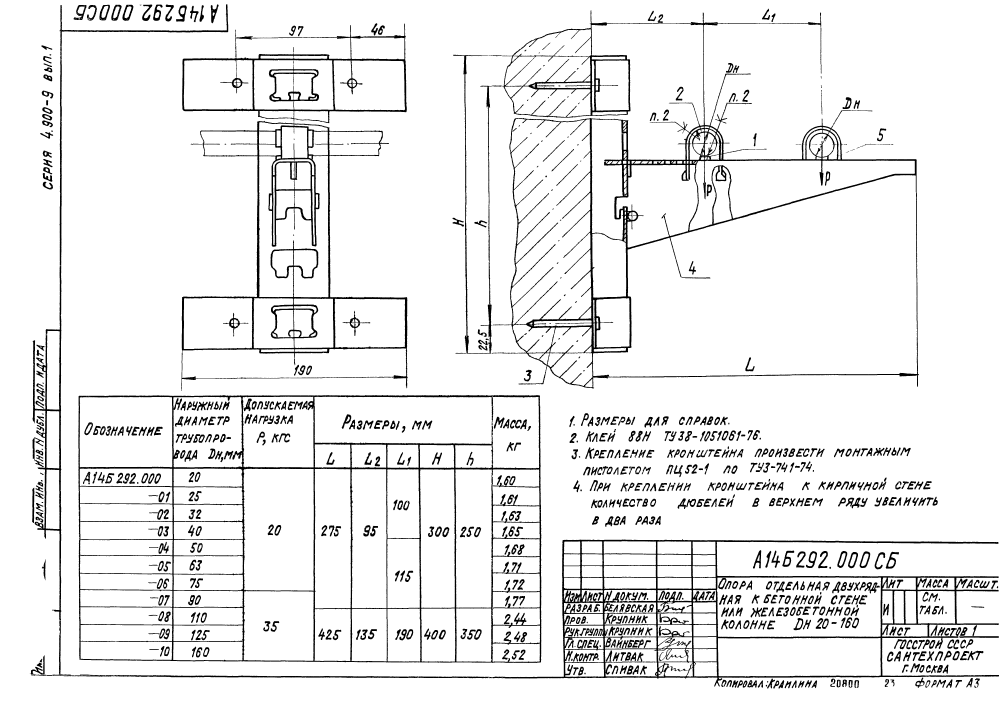 А14Б292.000СБ
СЕРИЯ 4.900-9 ВЫП.1
97
46
190
L2
L1
Dн
Dн
п. 2
2
п. 2
1
5
P
P
H
h
22,5
4
3
L
ВЗАМ. ИНВ. ИНВ. № ДУБЛ. ПОДП. И ДАТА
ОБОЗНАЧЕНИЕ
НАРУЖНЫЙ ДИАМЕТР ТРУБОПРО-ВОДА Dн,мм
ДОПУСКАЕМАЯ НАГРУЗКА Р, КГС
РАЗМЕРЫ, ММ
МАССА, КГ
L L2 L1 H h
А14Б292.000 20 1,60
-01 25 1,61
100
-02 32 1,63
-03 40 20 275 95 300 250 1,65
-04 50 1,68
-05 63 1,71
115
-06 75 1,72
-07 90 1,77
-08 110 2,44
-09 125 35 425 135 190 400 350 2,48
-10 160 2,52
1. РАЗМЕРЫ ДЛЯ СПРАВОК.
2. КЛЕЙ 88Н ТУ38-1051061-76.
3. КРЕПЛЕНИЕ КРОНШТЕЙНА ПРОИЗВЕСТИ МОНТАЖНЫМ
ПИСТОЛЕТОМ ПЦ52-1 ПО ТУ3-741-74.
4. ПРИ КРЕПЛЕНИИ КРОНШТЕЙНА К КИРПИЧНОЙ СТЕНЕ
КОЛИЧЕСТВО ДЮБЕЛЕЙ В ВЕРХНЕМ РЯДУ УВЕЛИЧИТЬ
В ДВА РАЗА
А14Б292.000СБ
ОПОРА ОТДЕЛЬНАЯ ДВУХРЯД-
НАЯ К БЕТОННОЙ СТЕНЕ
ИЛИ ЖЕЛЕЗОБЕТОННОЙ
КОЛОННЕ Dн 20-160
ЛИТ МАССА МАСШТ.
И СМ. ТАБЛ. —
ЛИСТ ЛИСТОВ 1
ГОССТРОЙ СССР
САНТЕХПРОЕКТ
Г. МОСКВА
ИЗМ ЛИСТ Н ДОКУМ. ПОДП. ДАТА
РАЗРАБ. БЕЛЯВСКАЯ
ПРОВ. КРУПНИК
РУК.ГРУПП КРУПНИК
ГЛ.СПЕЦ. ВАЙНБЕРГ
Н.КОНТР. ЛИТВАК
УТВ. СПИВАК
КОПИРОВАЛ: КРАПИЛИНА 20800 23 ФОРМАТ А3